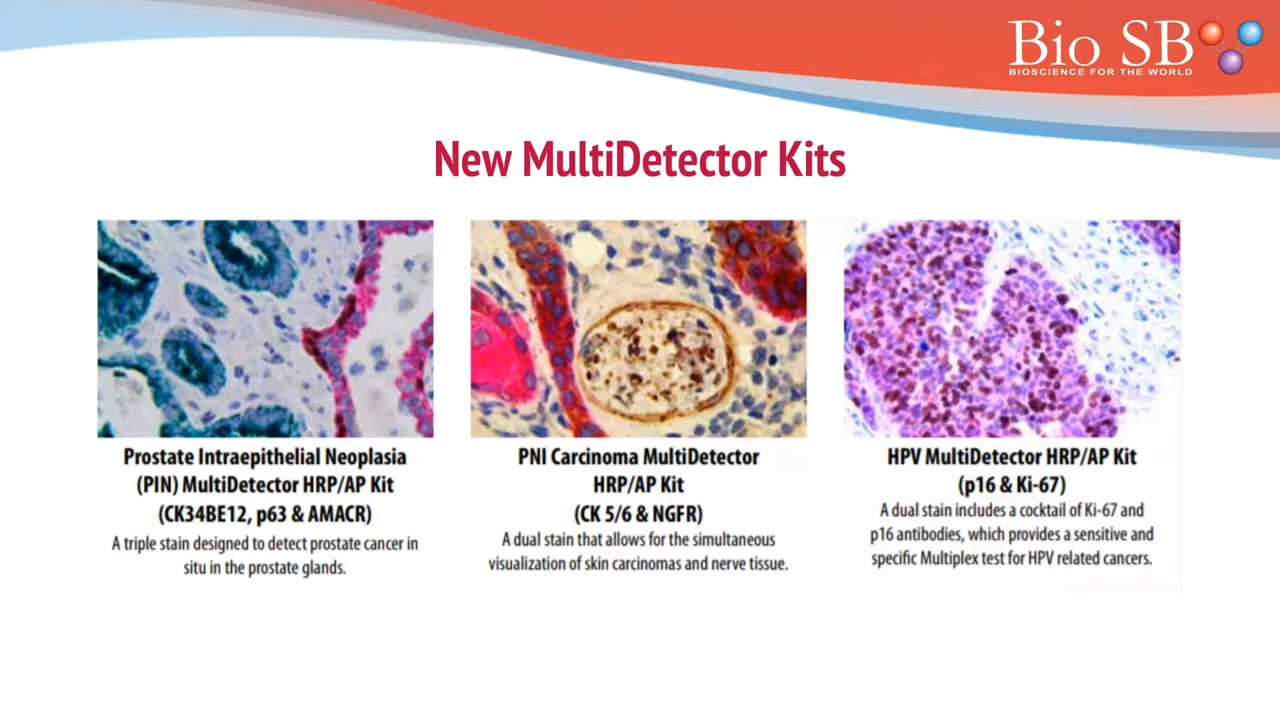 Bio SB
BIOSCIENCE FOR THE WORLD
New MultiDetector Kits
Prostate Intraepithelial Neoplasia
(PIN) MultiDetector HRP/AP Kit
(CK34BE12, p63 & AMACR)
A triple stain designed to detect prostate cancer in
situ in the prostate glands.
PNI Carcinoma MultiDetector
HRP/AP Kit
(CK 5/6 & NGFR)
A dual stain that allows for the simultaneous
visualization of skin carcinomas and nerve tissue.
HPV MultiDetector HRP/AP Kit
(p16 & Ki-67)
A dual stain includes a cocktail of Ki-67 and
p16 antibodies, which provides a sensitive and
specific Multiplex test for HPV related cancers.